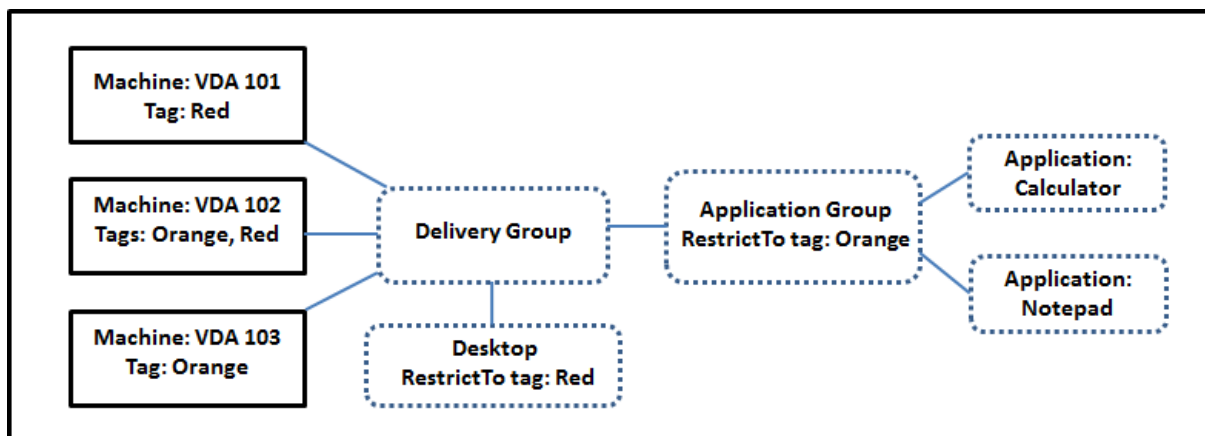 Machine: VDA 101
Tag: Red
Machine: VDA 102
Tags: Orange, Red
Machine: VDA 103
Tag: Orange
Delivery Group
Desktop
RestrictTo tag: Red
Application Group
RestrictTo tag: Orange
Application:
Calculator
Application:
Notepad